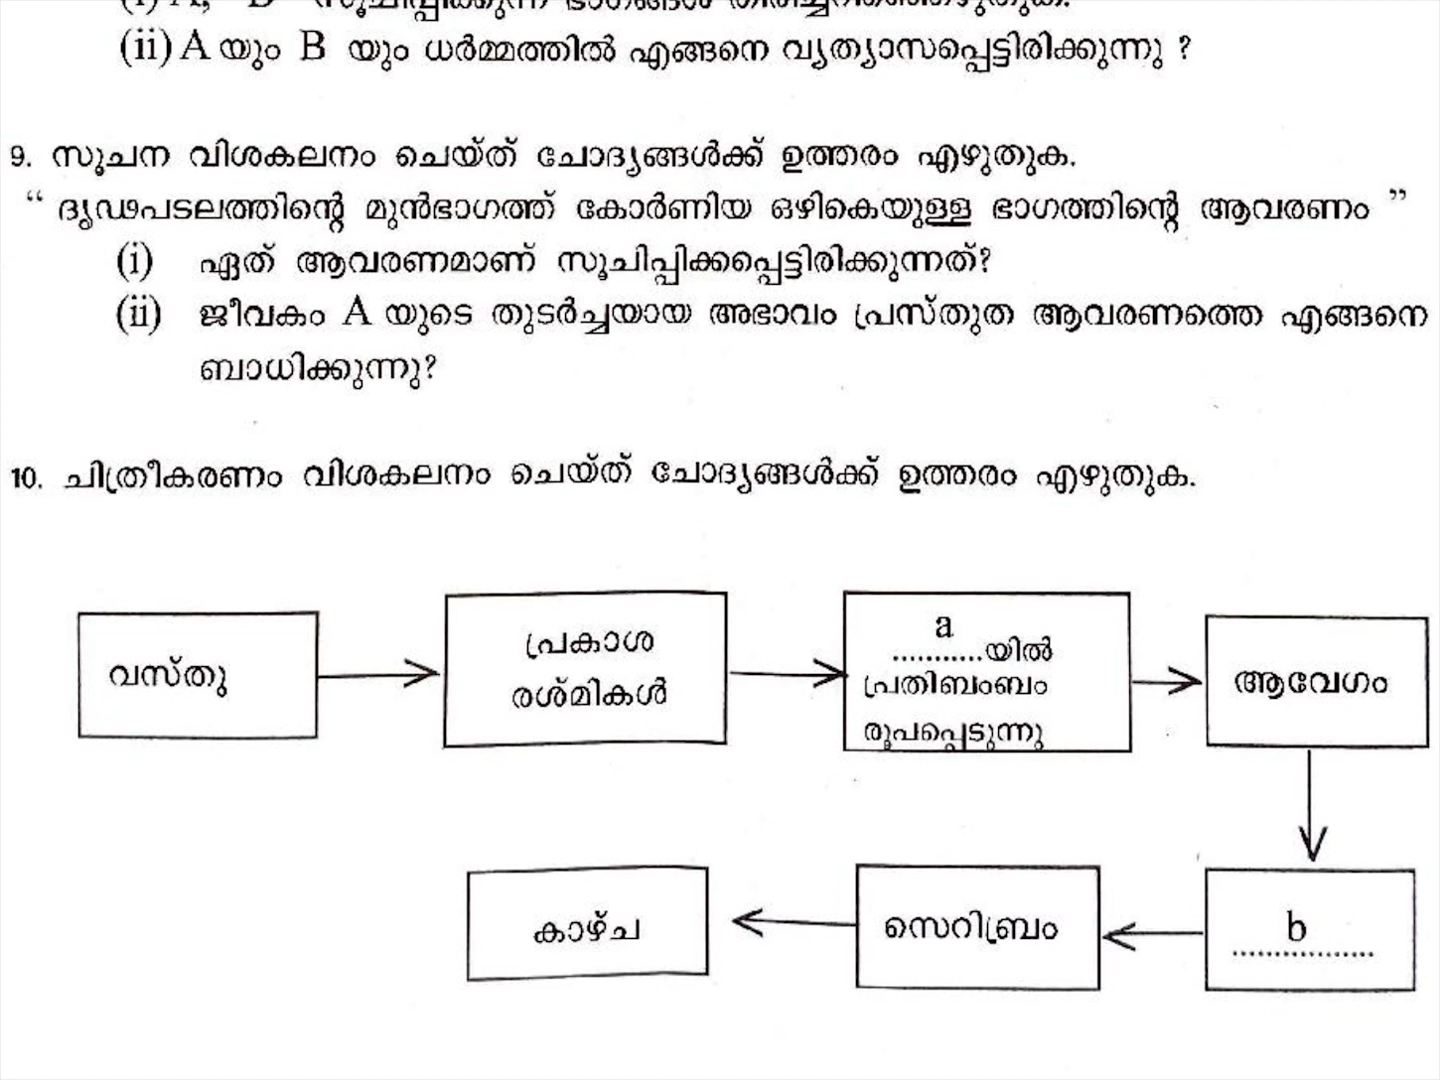 (ii) A യും B യും ധർമ്മത്തിൽ എങ്ങനെ വ്യത്യാസപ്പെട്ടിരിക്കുന്നു ?
9. സൂചന വിശകലനം ചെയ്ത് ചോദ്യങ്ങൾക്ക് ഉത്തരം എഴുതുക.
“ ദൃഢപടലത്തിന്റെ മുൻഭാഗത്ത് കോർണിയ ഒഴികെയുള്ള ഭാഗത്തിന്റെ ആവരണം ”
(i) ഏത് ആവരണമാണ് സൂചിപ്പിക്കപ്പെട്ടിരിക്കുന്നത്?
(ii) ജീവകം A യുടെ തുടർച്ചയായ അഭാവം പ്രസ്തുത ആവരണത്തെ എങ്ങനെ
ബാധിക്കുന്നു?
10. ചിത്രീകരണം വിശകലനം ചെയ്ത് ചോദ്യങ്ങൾക്ക് ഉത്തരം എഴുതുക.
വസ്തു
പ്രകാശ
രശ്മികൾ
a
...........യിൽ
പ്രതിബംബം
രൂപപ്പെടുന്നു
ആവേഗം
കാഴ്ച
സെറിബ്രം
b
.................